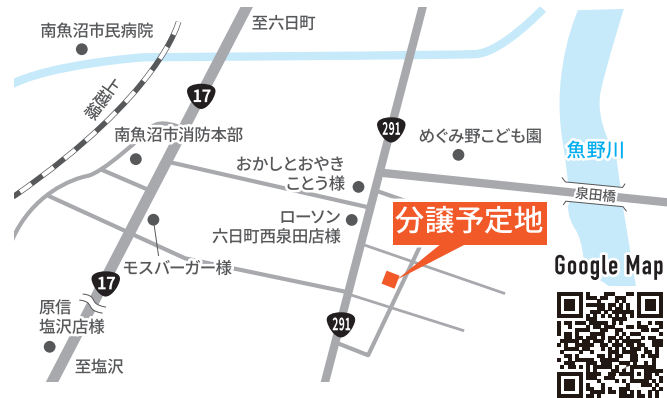 南魚沼市民病院
至六日町
上越線
17
291
南魚沼市消防本部
めぐみ野こども園
魚野川
おかしとおやき
ことう様
泉田橋
ローソン
六日町西泉田店様
分譲予定地
モスバーガー様
17
Google Map
原信
塩沢店様
291
至塩沢